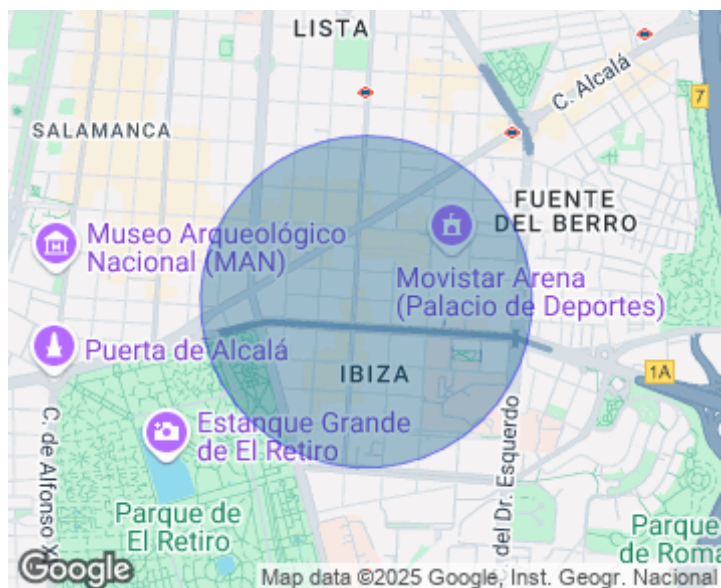 LISTA
C. Alcalá
7
SALAMANCA
FUENTE
DEL BERRO
Museo Arqueológico
Nacional (MAN)
Movistar Arena
(Palacio de Deportes)
Puerta de Alcalá
IBIZA
1A
C. de Alfonso X
Estanque Grande
de El Retiro
del Dr. Esquerdo
Parque de
El Retiro
Parque
de Roma
Google
Map data ©2025 Google, Inst. Geogr. Nacional